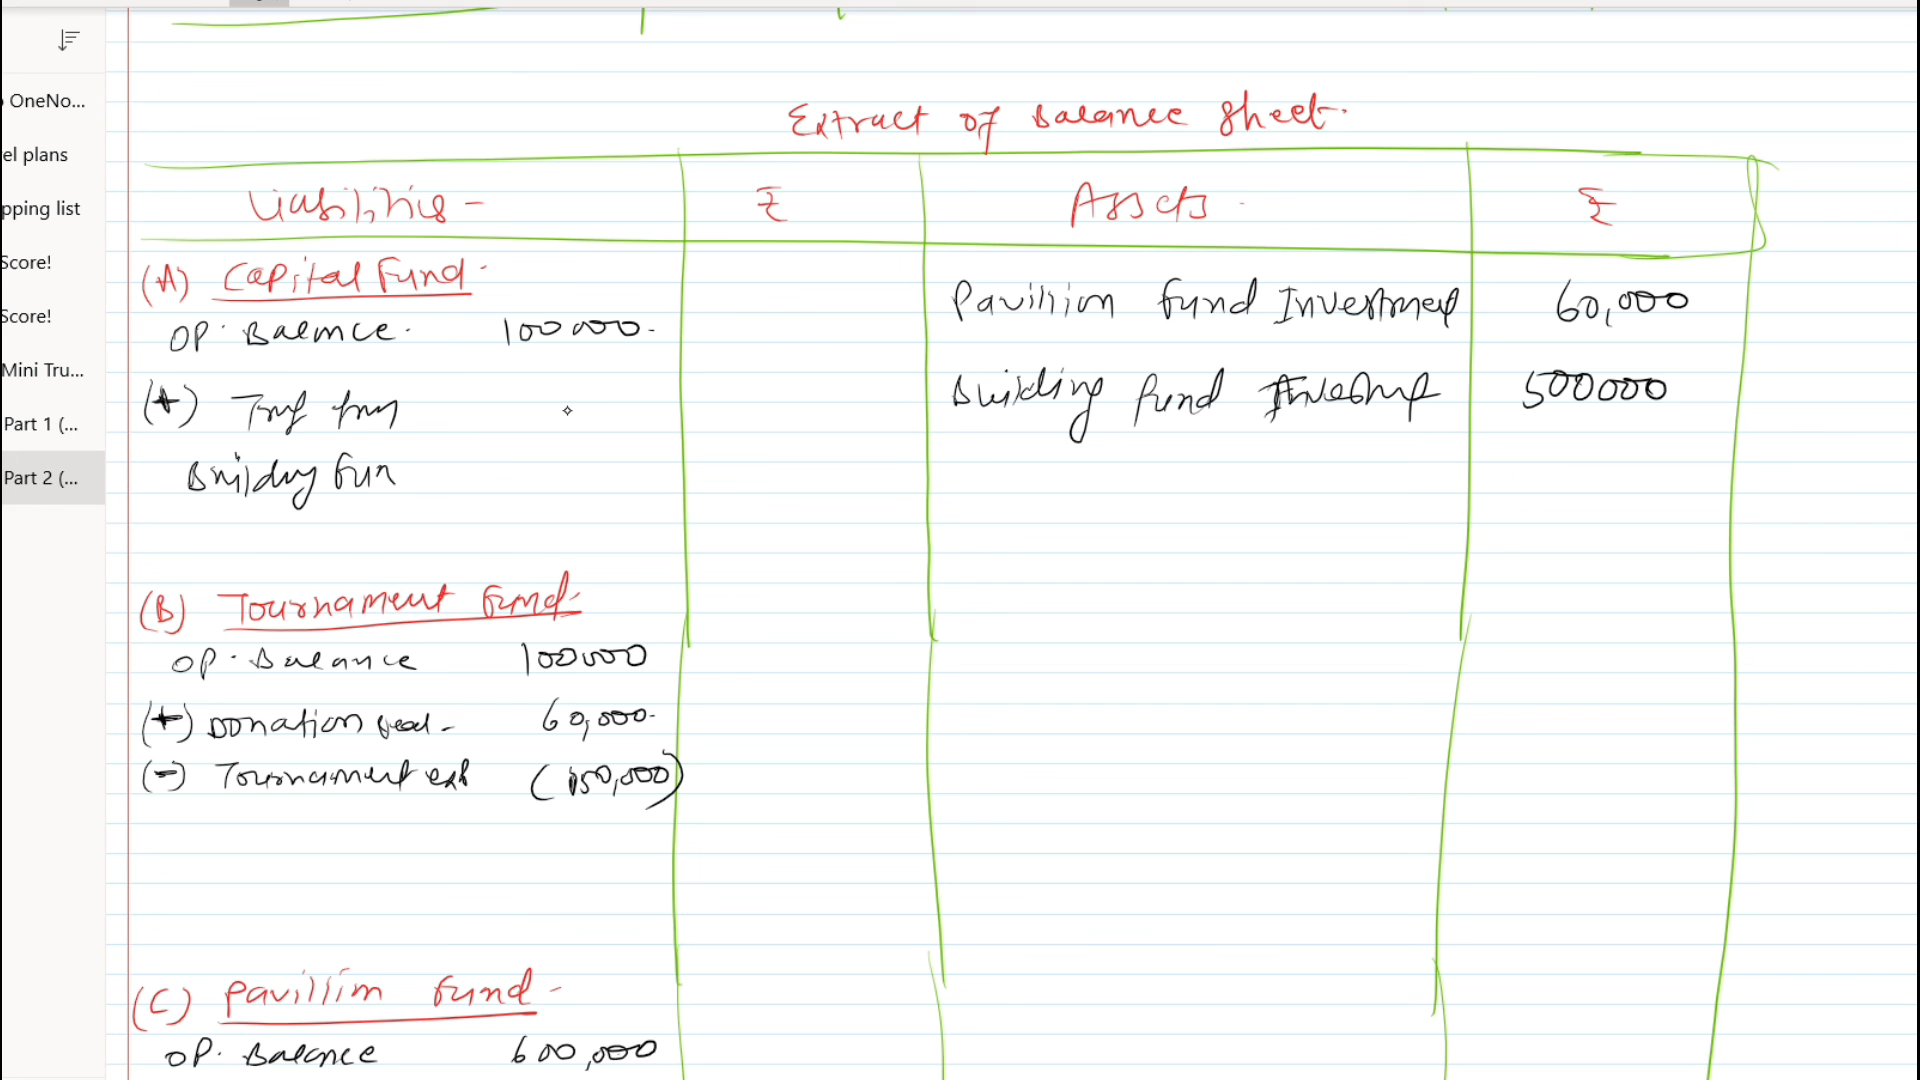 OneNo...
el plans
pping list
Score!
Score!
Mini Tru...
Part 1 (...
Part 2 (...
Extract of Balance Sheet.
Liabilities - ₹ Assets. ₹
(A) Capital Fund.
OP. Balance. 100000.
(+)
Building Fun
Pavillion Fund Investment 60,000
Building Fund 500000
(B) Tournament Fund.
OP. Balance 100000
(+) Donation 60,000.
(-) Tournament exp (150,000)
(C) Pavillion Fund -
OP. Balance 600,000